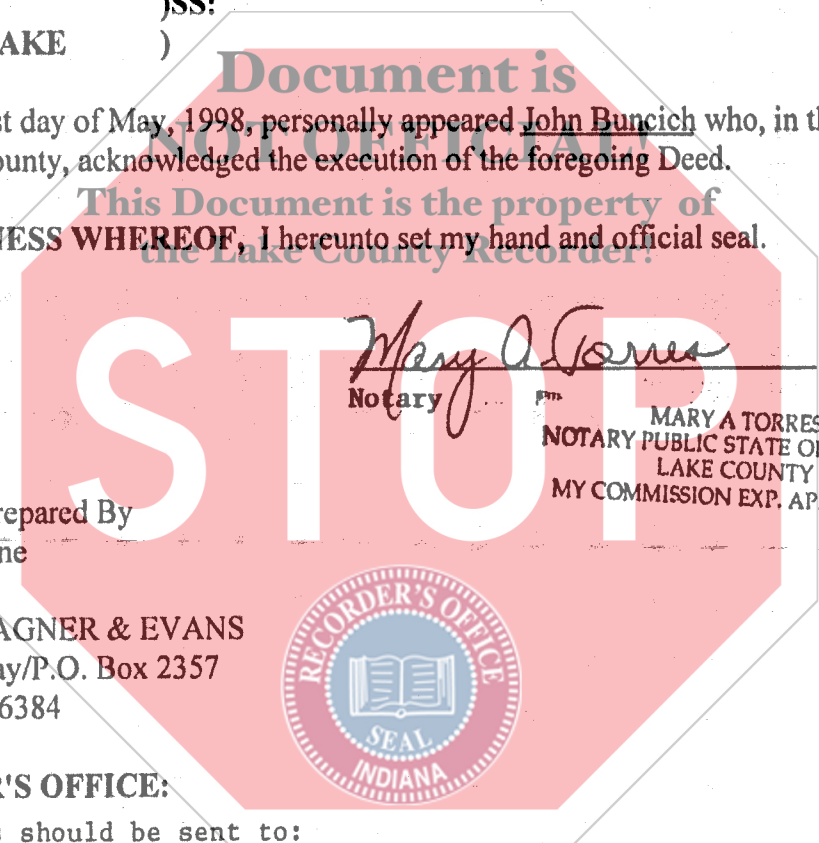 )SS:
AKE )
Document is
st day of May, 1998, personally appeared John Buncich who, in th
NOT OFFICIAL!
ounty, acknowledged the execution of the foregoing Deed.
This Document is the property of
NESS WHEREOF, I hereunto set my hand and official seal.
the Lake County Recorder!
STOP
Mary A Torres
Notary
MARY A TORRES
NOTARY PUBLIC STATE O
LAKE COUNTY
MY COMMISSION EXP. AP
repared By
ne
AGNER & EVANS
ay/P.O. Box 2357
6384
RECORDER'S OFFICE
SEAL
INDIANA
R'S OFFICE:
s should be sent to: